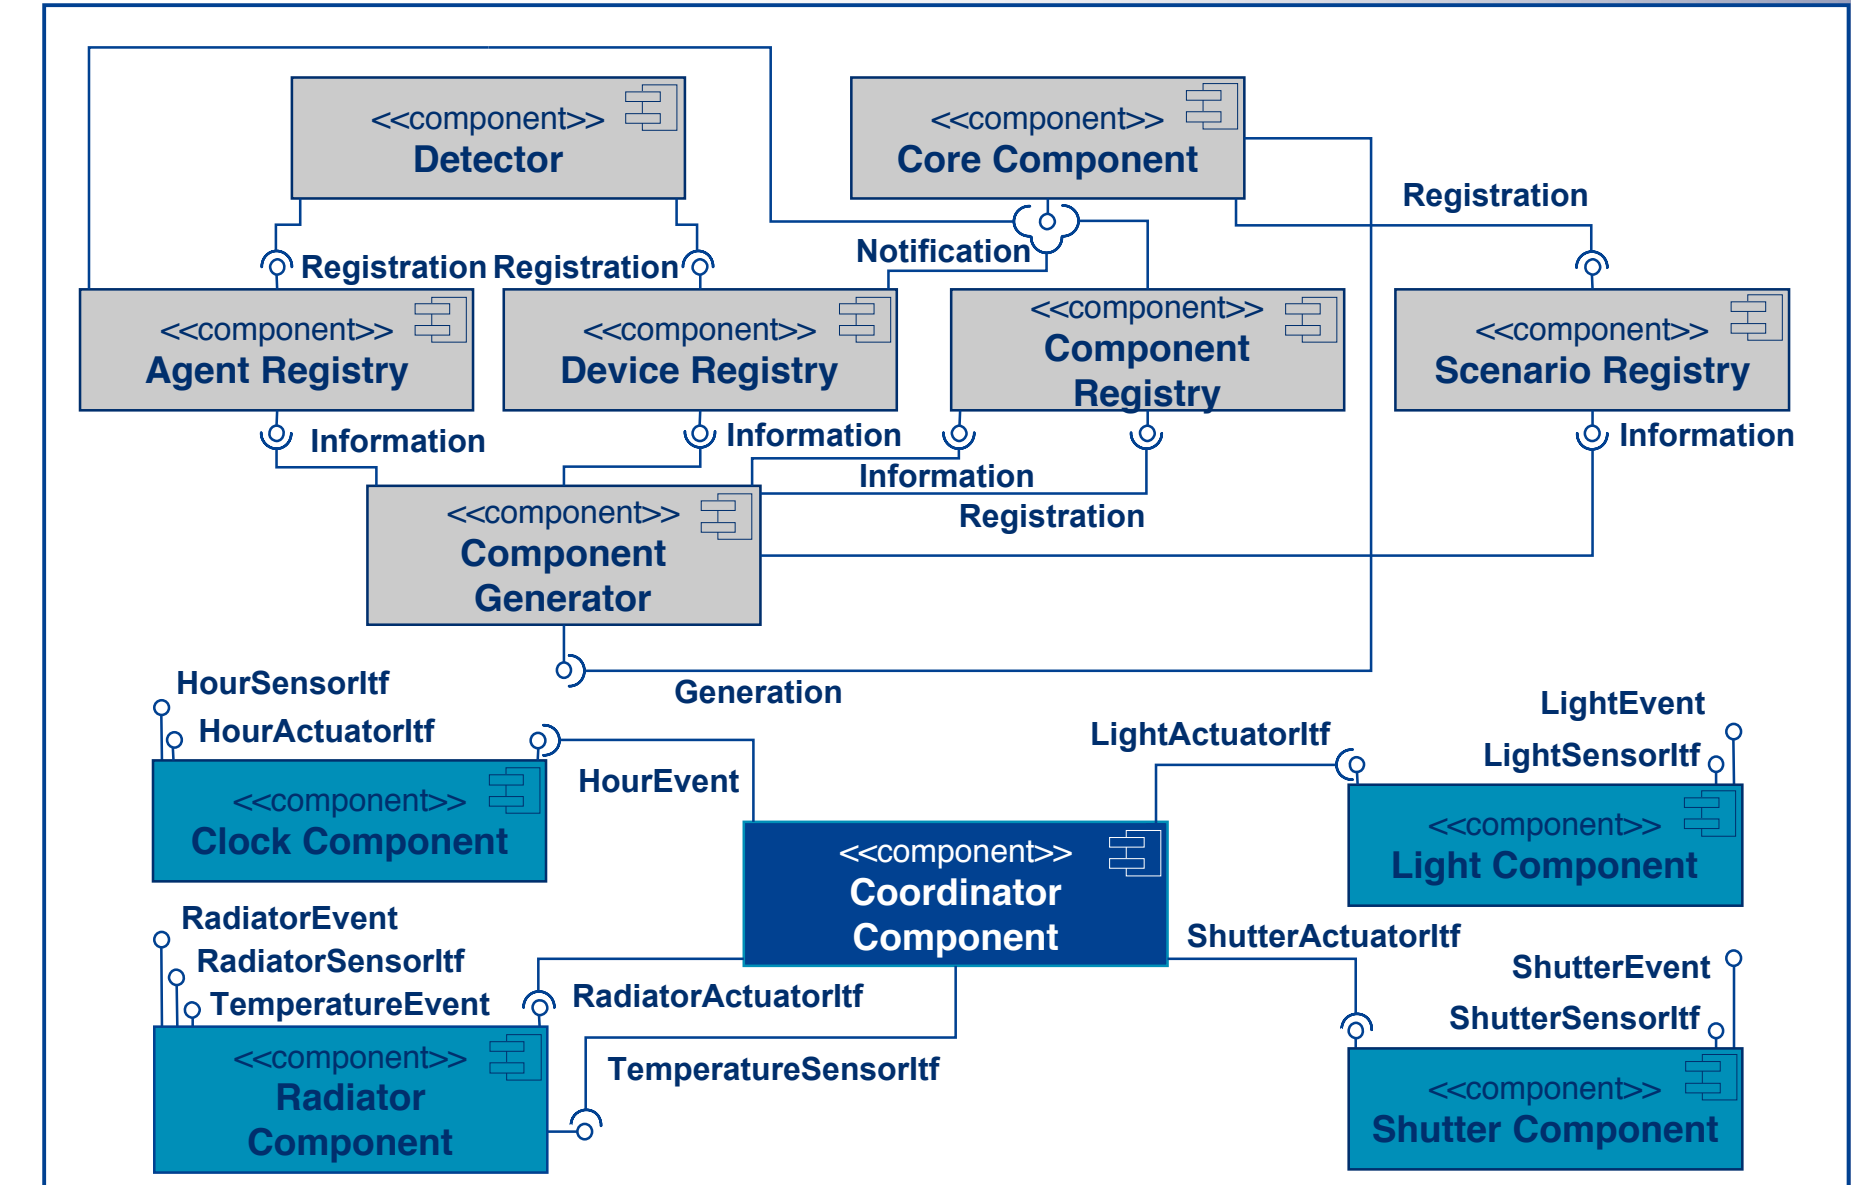 <<component>>
Detector
<<component>>
Core Component
Registration
Notification
Registration
Registration
<<component>>
Agent Registry
<<component>>
Device Registry
<<component>>
Component
Registry
<<component>>
Scenario Registry
Information
Information
Information
Information
Registration
<<component>>
Component
Generator
Generation
HourSensorItf
HourActuatorItf
HourEvent
LightActuatorItf
LightEvent
LightSensorItf
<<component>>
Clock Component
<<component>>
Coordinator
Component
<<component>>
Light Component
RadiatorEvent
RadiatorSensorItf
TemperatureEvent
RadiatorActuatorItf
TemperatureSensorItf
ShutterActuatorItf
ShutterEvent
ShutterSensorItf
<<component>>
Radiator
Component
<<component>>
Shutter Component